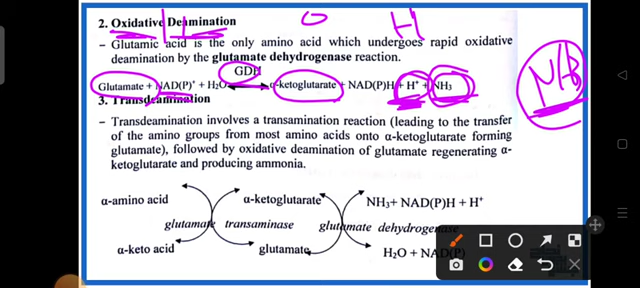 O H
2. Oxidative Deamination
– Glutamic acid is the only amino acid which undergoes rapid oxidative
deamination by the glutamate dehydrogenase reaction.
GDH
Glutamate + NAD(P)⁺ + H₂O α-ketoglutarate + NAD(P)H + H⁺ + NH₃
N/B
3. Transdeamination
– Transdeamination involves a transamination reaction (leading to the transfer
of the amino groups from most amino acids onto α-ketoglutarate forming
glutamate), followed by oxidative deamination of glutamate regenerating α-
ketoglutarate and producing ammonia.
α-amino acid α-ketoglutarate NH₃+ NAD(P)H + H⁺
glutamate transaminase glutamate dehydrogenase
α-keto acid glutamate H₂O + NAD(P)